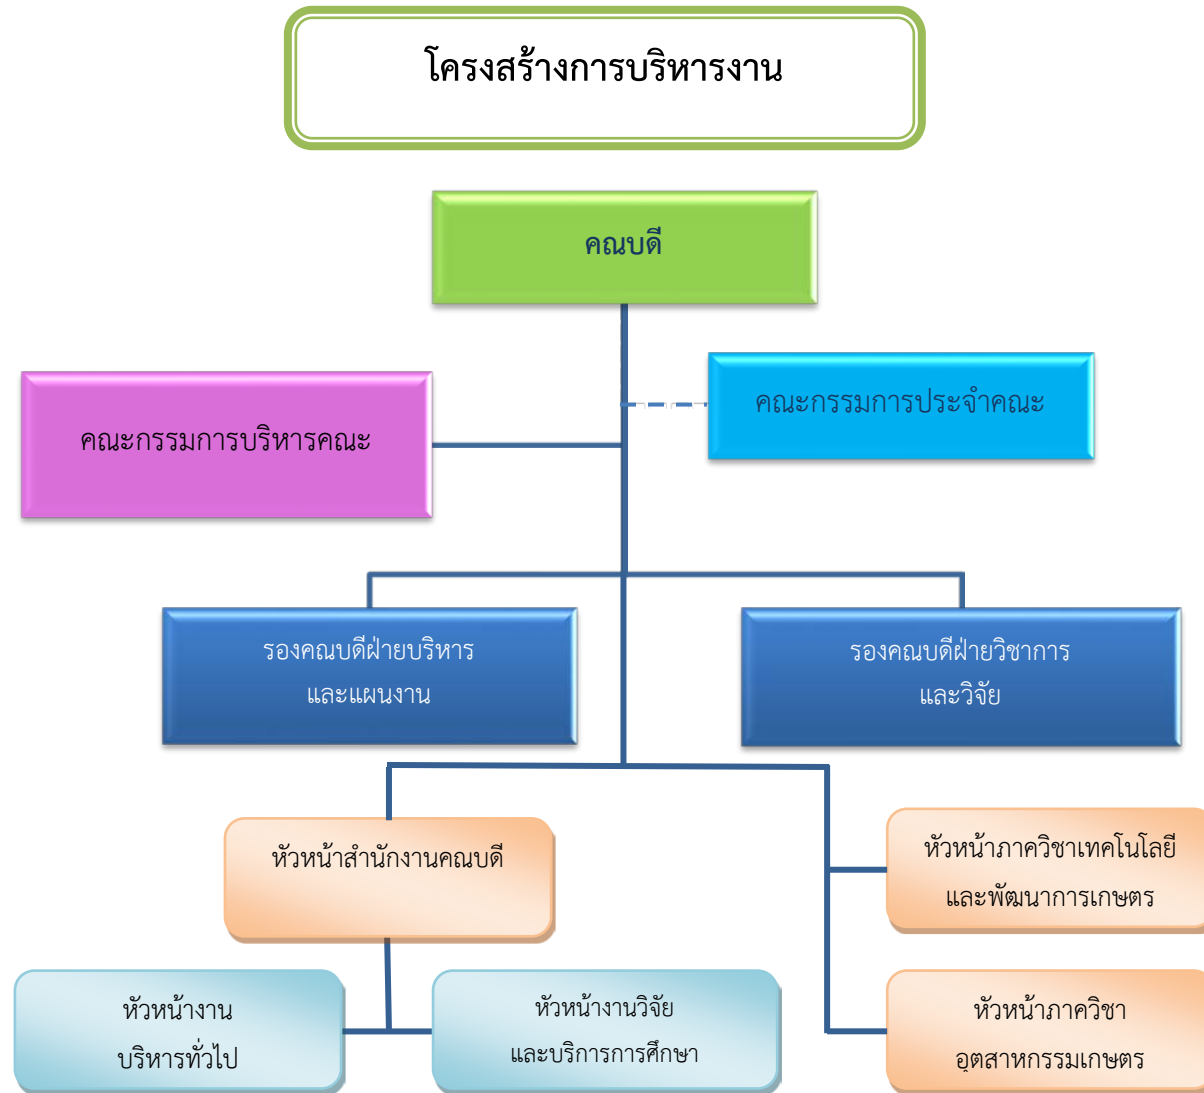 โครงสร้างการบริหารงาน
คณบดี
คณะกรรมการประจำคณะ
คณะกรรมการบริหารคณะ
รองคณบดีฝ่ายบริหาร
และแผนงาน
รองคณบดีฝ่ายวิชาการ
และวิจัย
หัวหน้าสำนักงานคณบดี
หัวหน้าภาควิชาเทคโนโลยี
และพัฒนาการเกษตร
หัวหน้างาน
บริหารทั่วไป
หัวหน้างานวิจัย
และบริการการศึกษา
หัวหน้าภาควิชา
อุตสาหกรรมเกษตร